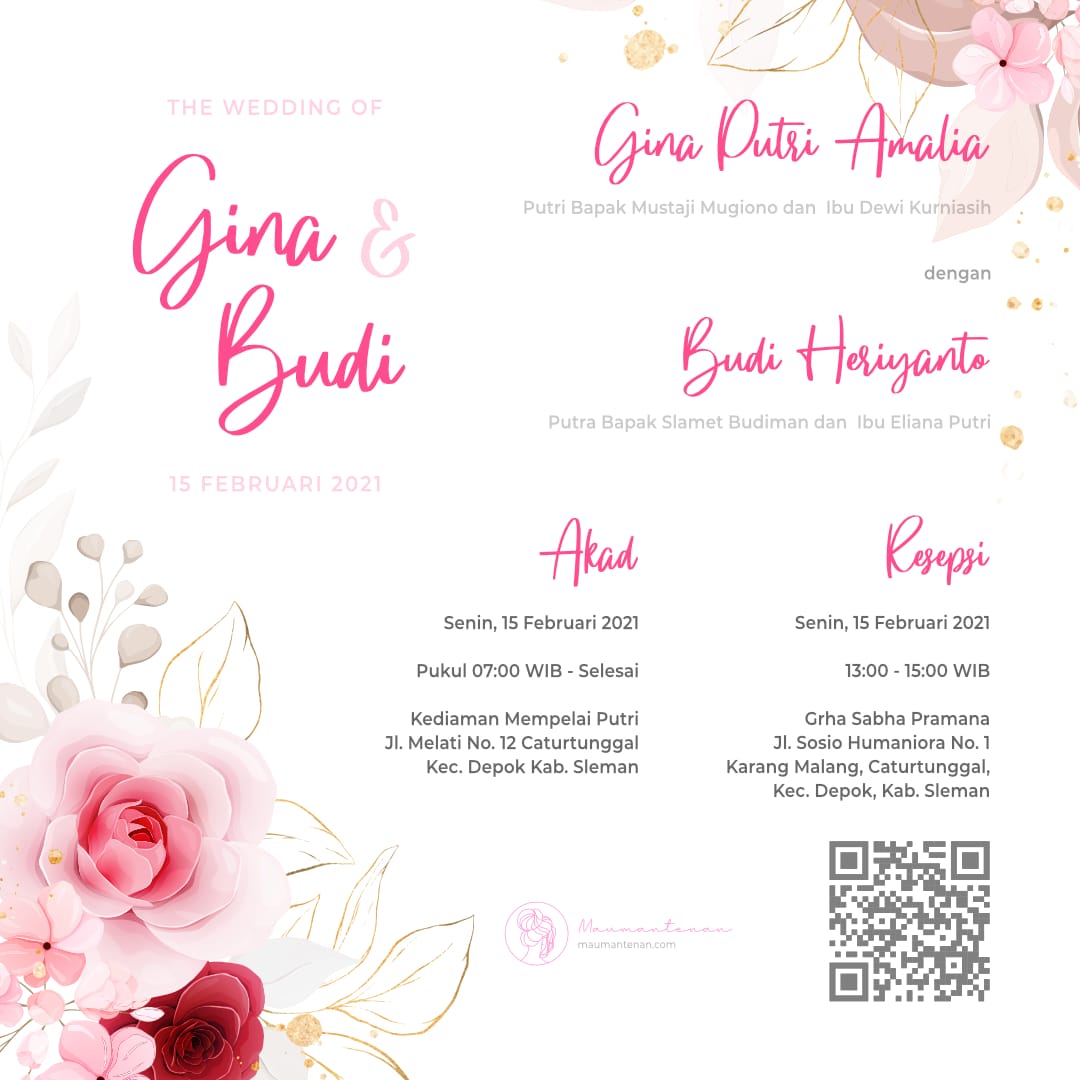 THE WEDDING OF
Gina &
Budi
15 FEBRUARI 2021
Gina Putri Amalia
Putri Bapak Mustaji Mugiono dan  Ibu Dewi Kurniasih
dengan
Budi Heriyanto
Putra Bapak Slamet Budiman dan  Ibu Eliana Putri
Akad
Senin, 15 Februari 2021
Pukul 07:00 WIB - Selesai
Kediaman Mempelai Putri
Jl. Melati No. 12 Caturtunggal
Kec. Depok Kab. Sleman
Resepsi
Senin, 15 Februari 2021
13:00 - 15:00 WIB
Grha Sabha Pramana
Jl. Sosio Humaniora No. 1
Karang Malang, Caturtunggal,
Kec. Depok, Kab. Sleman
Maumantenan
maumantenan.com